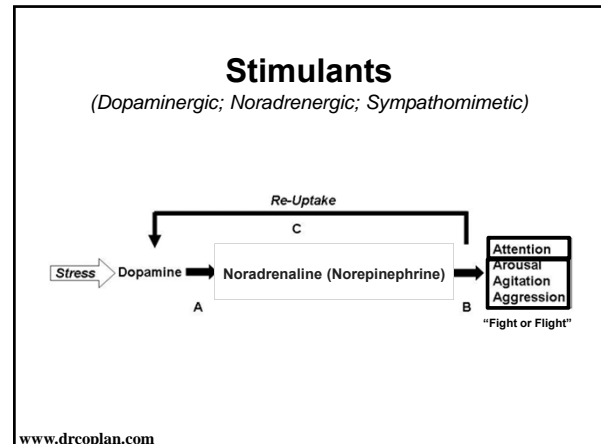 Stimulants
(Dopaminergic; Noradrenergic; Sympathomimetic)
Re-Uptake
C
Stress Dopamine Noradrenaline (Norepinephrine)
A
B
Attention
Arousal
Agitation
Aggression
"Fight or Flight"
www.drcoplan.com